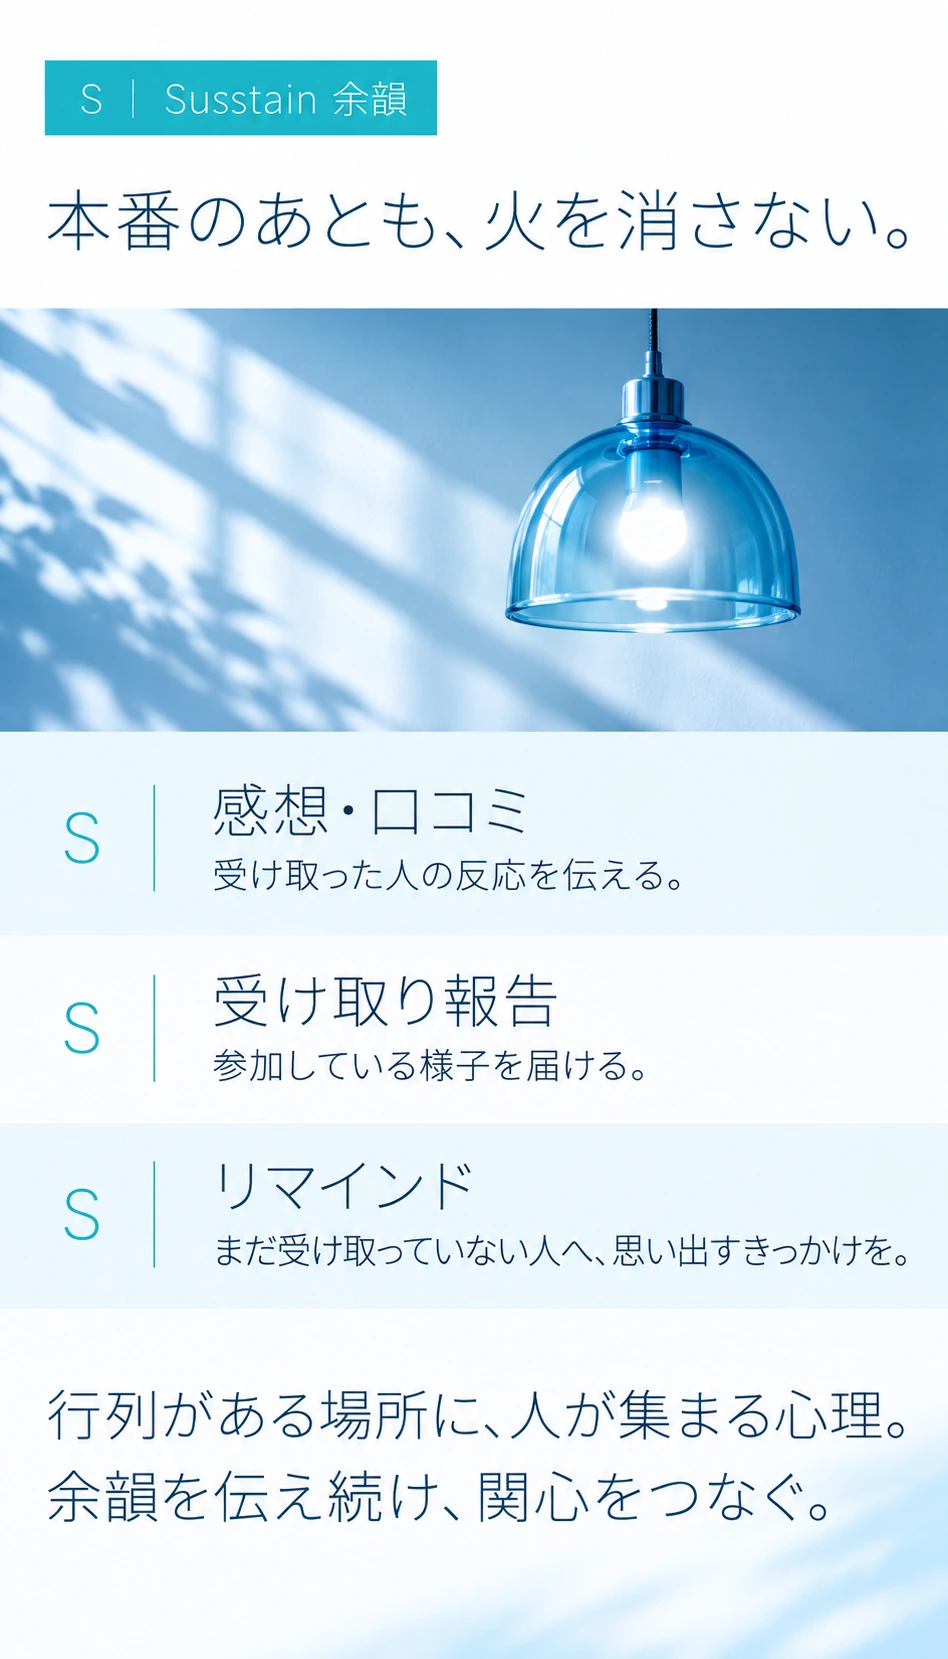 S | Susstain 余韻
本番のあとも、火を消さない。
S
感想・口コミ
受け取った人の反応を伝える。
S
受け取り報告
参加している様子を届ける。
S
リマインド
まだ受け取っていない人へ、思い出すきっかけを。
行列がある場所に、人が集まる心理。
余韻を伝え続け、関心をつなぐ。